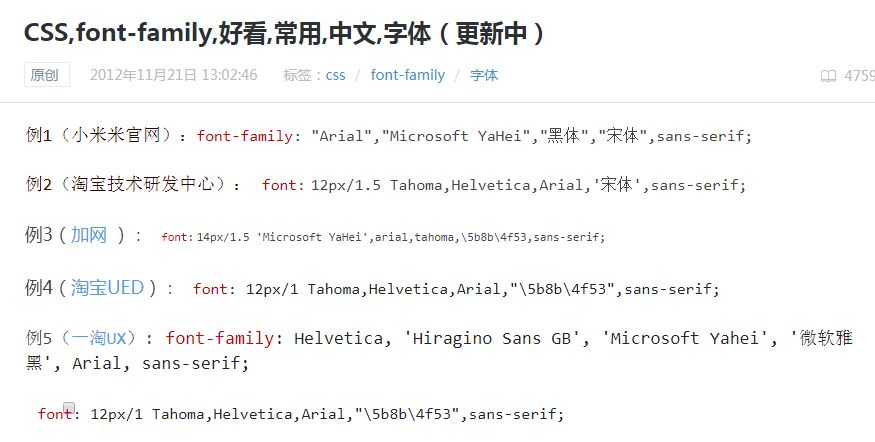 CSS,font-family,好看,常用,中文,字体（更新中）
原创 2012年11月21日 13:02:46 标签：css / font-family / 字体 4759
例1（小米米官网）：font-family: "Arial","Microsoft YaHei","黑体","宋体",sans-serif;
例2（淘宝技术研发中心）： font: 12px/1.5 Tahoma,Helvetica,Arial,'宋体',sans-serif;
例3（加网 ）： font:14px/1.5 'Microsoft YaHei',arial,tahoma,\5b8b\4f53,sans-serif;
例4（淘宝UED）： font: 12px/1 Tahoma,Helvetica,Arial,"\5b8b\4f53",sans-serif;
例5（一淘UX）: font-family: Helvetica, 'Hiragino Sans GB', 'Microsoft Yahei', '微软雅
黑', Arial, sans-serif;
font: 12px/1 Tahoma,Helvetica,Arial,"\5b8b\4f53",sans-serif;